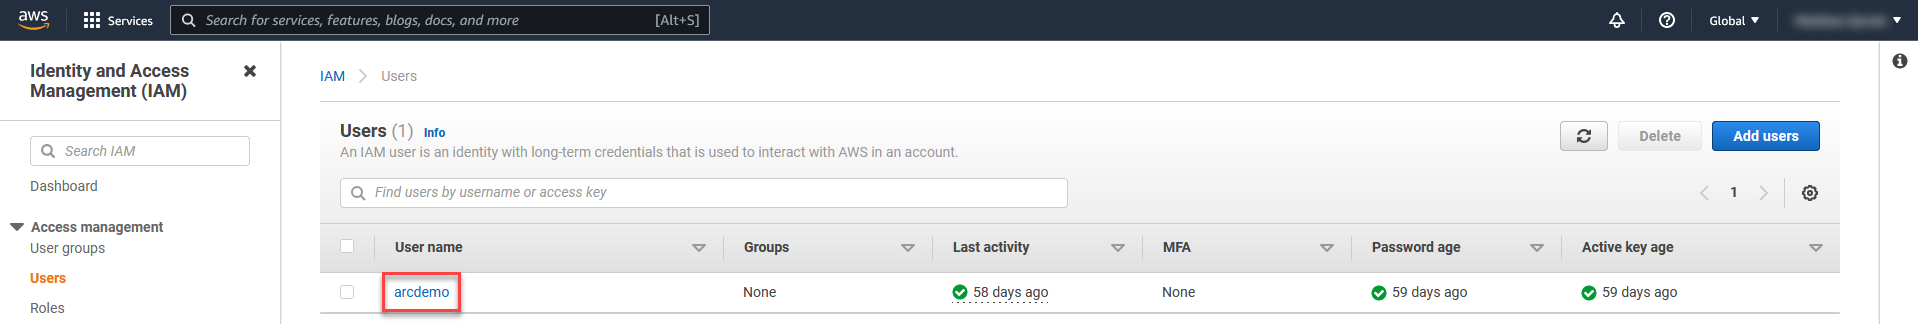 aws Services Search for services, features, blogs, docs, and more [Alt+S] Global
Identity and Access
Management (IAM)
Search IAM
Dashboard
Access management
User groups
Users
Roles
IAM Users
Users (1) Info
An IAM user is an identity with long-term credentials that is used to interact with AWS in an account.
Delete Add users
Find users by username or access key
1
User name Groups Last activity MFA Password age Active key age
arcdemo None 58 days ago None 59 days ago 59 days ago